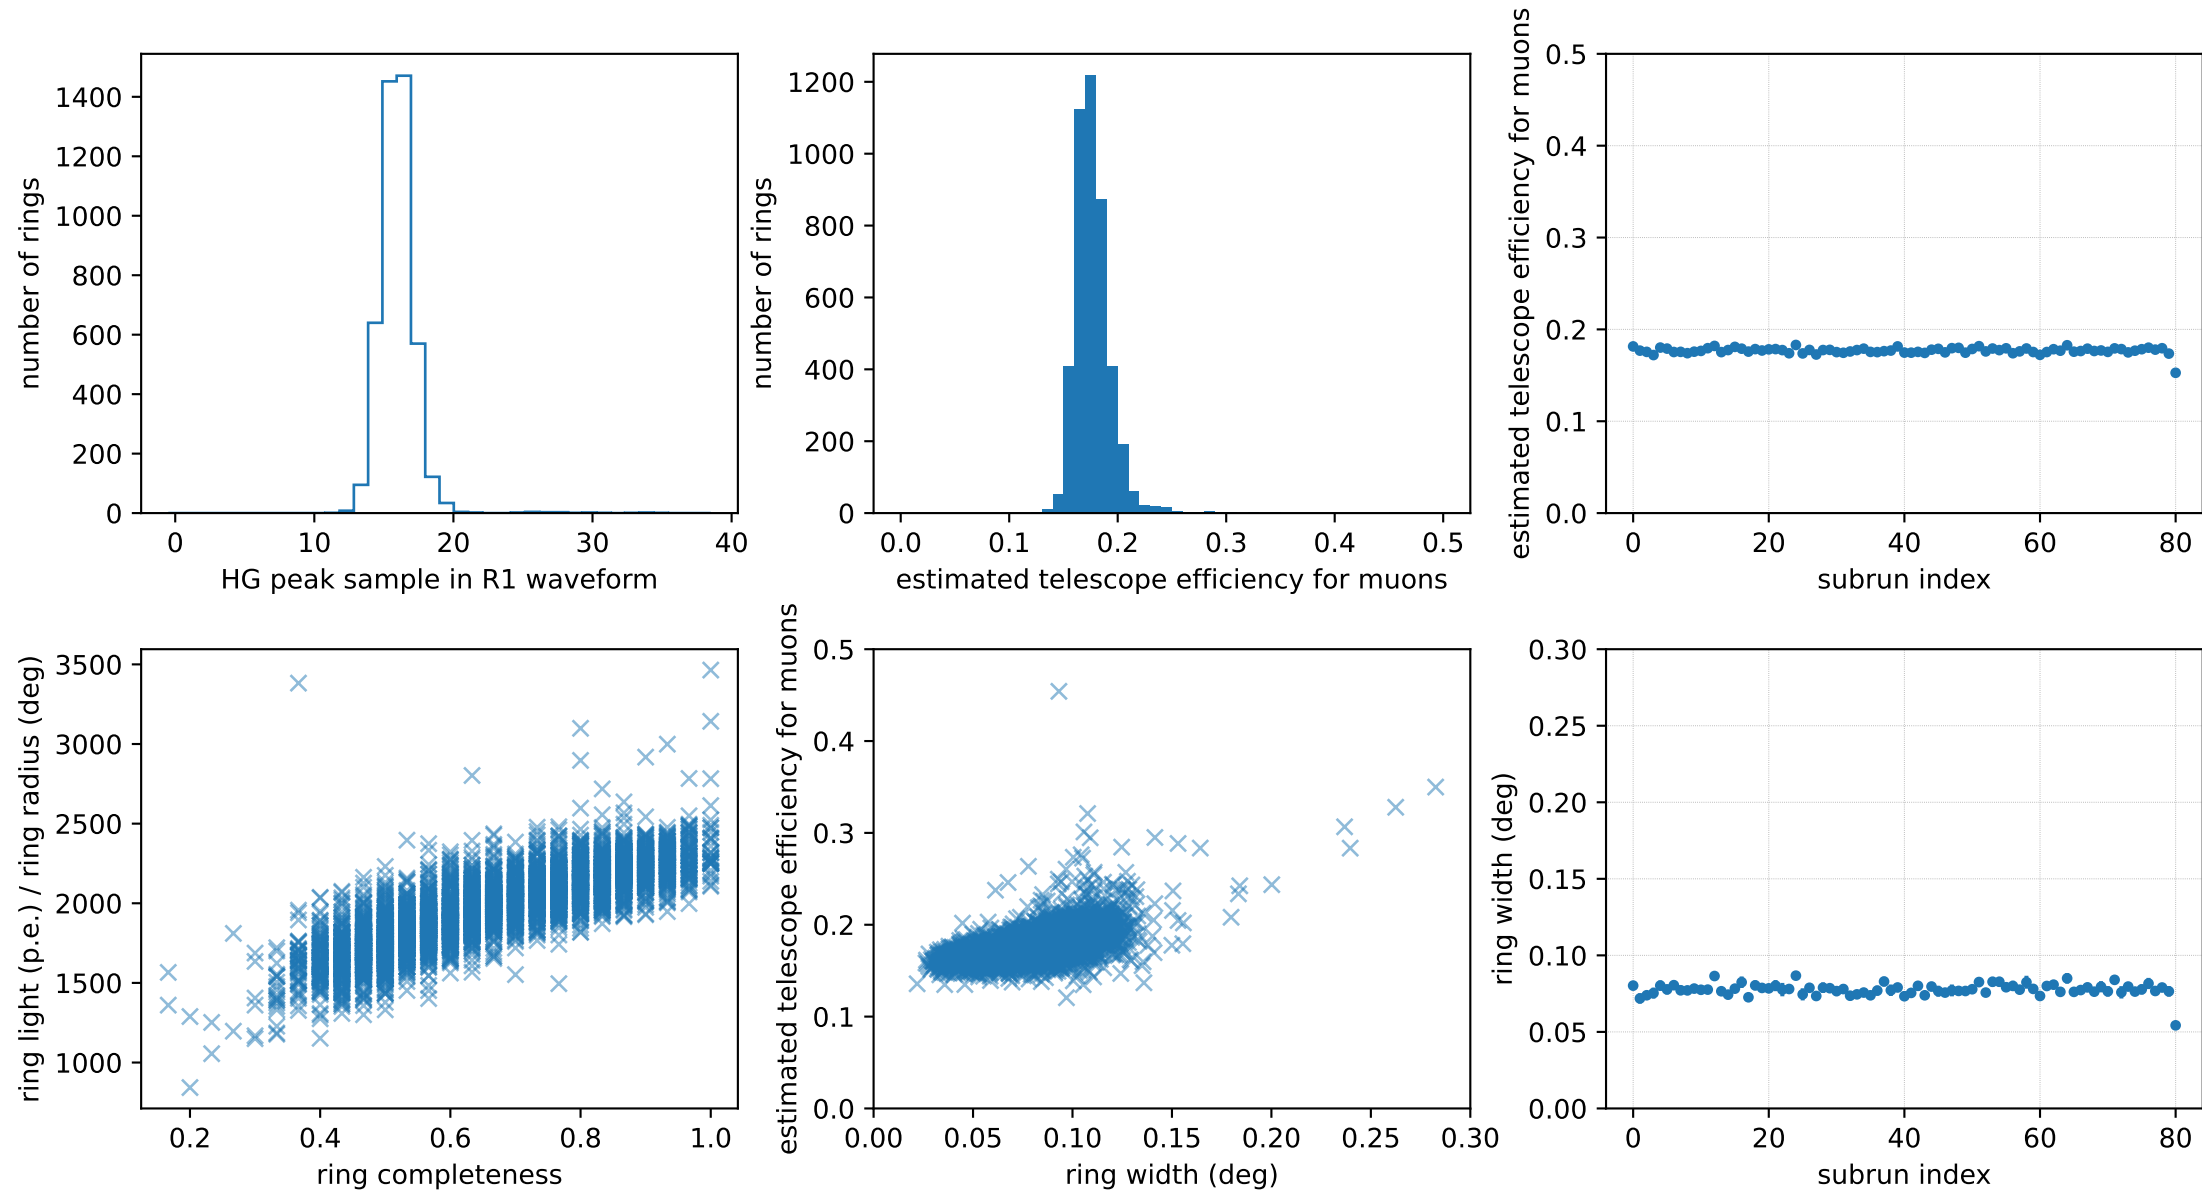 number of rings
1400
1200
1000
800
600
400
200
0
0 10 20 30 40
HG peak sample in R1 waveform
number of rings
1200
1000
800
600
400
200
0
0.0 0.1 0.2 0.3 0.4 0.5
estimated telescope efficiency for muons
estimated telescope efficiency for muons
0.5
0.4
0.3
0.2
0.1
0.0
0 20 40 60 80
subrun index
ring light (p.e.) / ring radius (deg)
3500
3000
2500
2000
1500
1000
0.2 0.4 0.6 0.8 1.0
ring completeness
estimated telescope efficiency for muons
0.5
0.4
0.3
0.2
0.1
0.0
0.00 0.05 0.10 0.15 0.20 0.25 0.30
ring width (deg)
ring width (deg)
0.30
0.25
0.20
0.15
0.10
0.05
0.00
0 20 40 60 80
subrun index